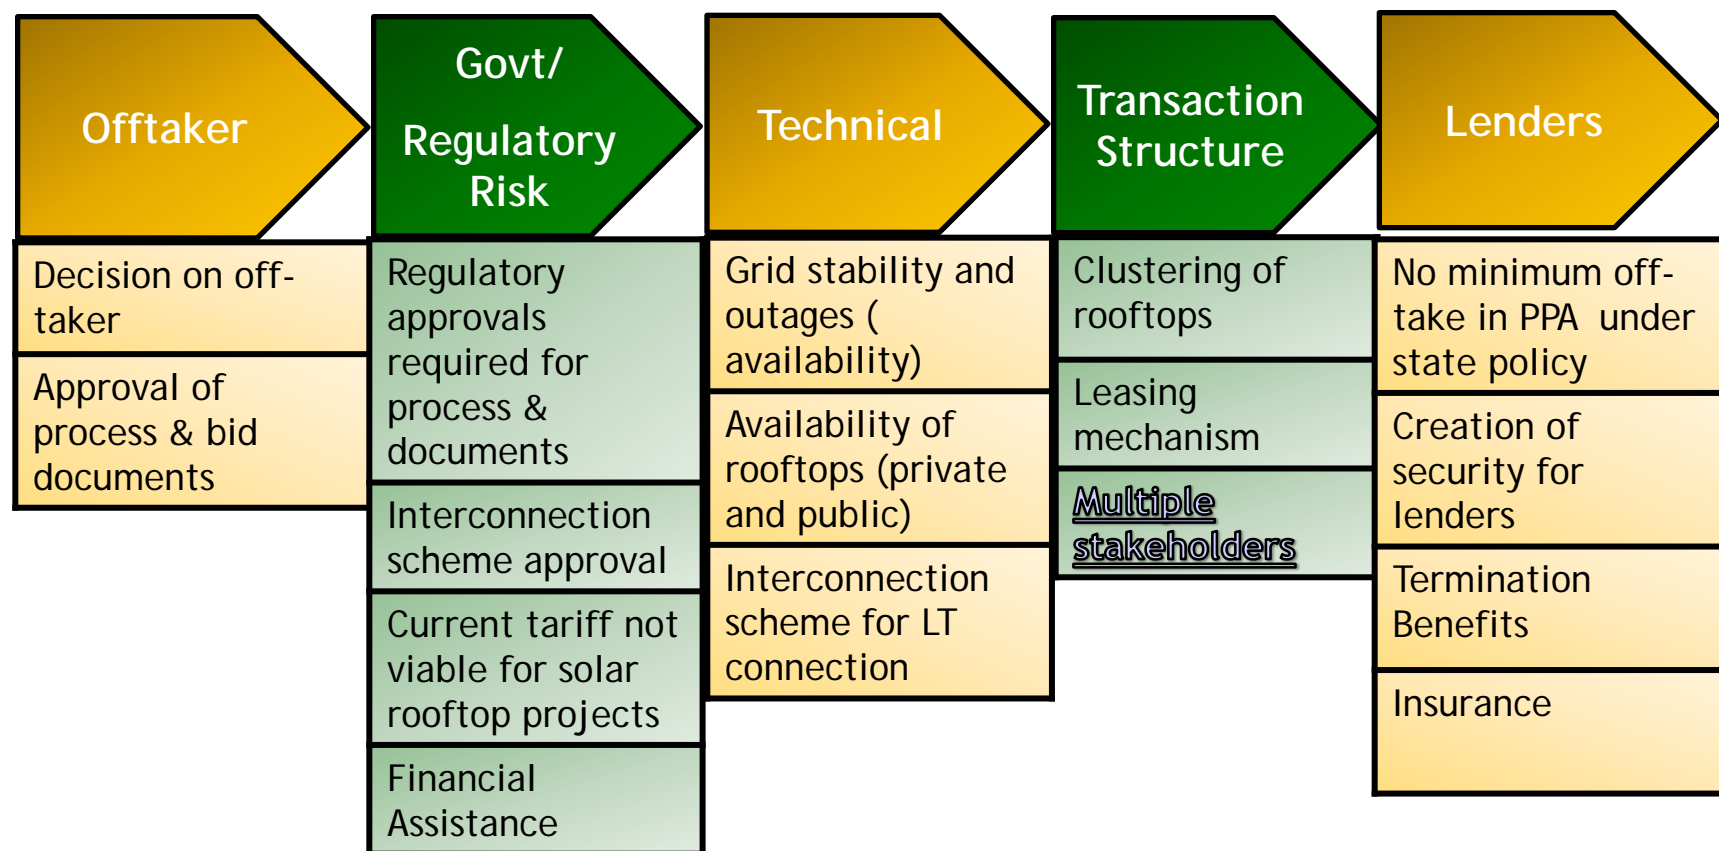 Offtaker
Govt/
Regulatory
Risk
Technical
Transaction
Structure
Lenders
Decision on off-
taker
Approval of
process & bid
documents
Regulatory
approvals
required for
process &
documents
Interconnection
scheme approval
Current tariff not
viable for solar
rooftop projects
Financial
Assistance
Grid stability and
outages (
availability)
Availability of
rooftops (private
and public)
Interconnection
scheme for LT
connection
Clustering of
rooftops
Leasing
mechanism
Multiple
stakeholders
No minimum off-
take in PPA under
state policy
Creation of
security for
lenders
Termination
Benefits
Insurance